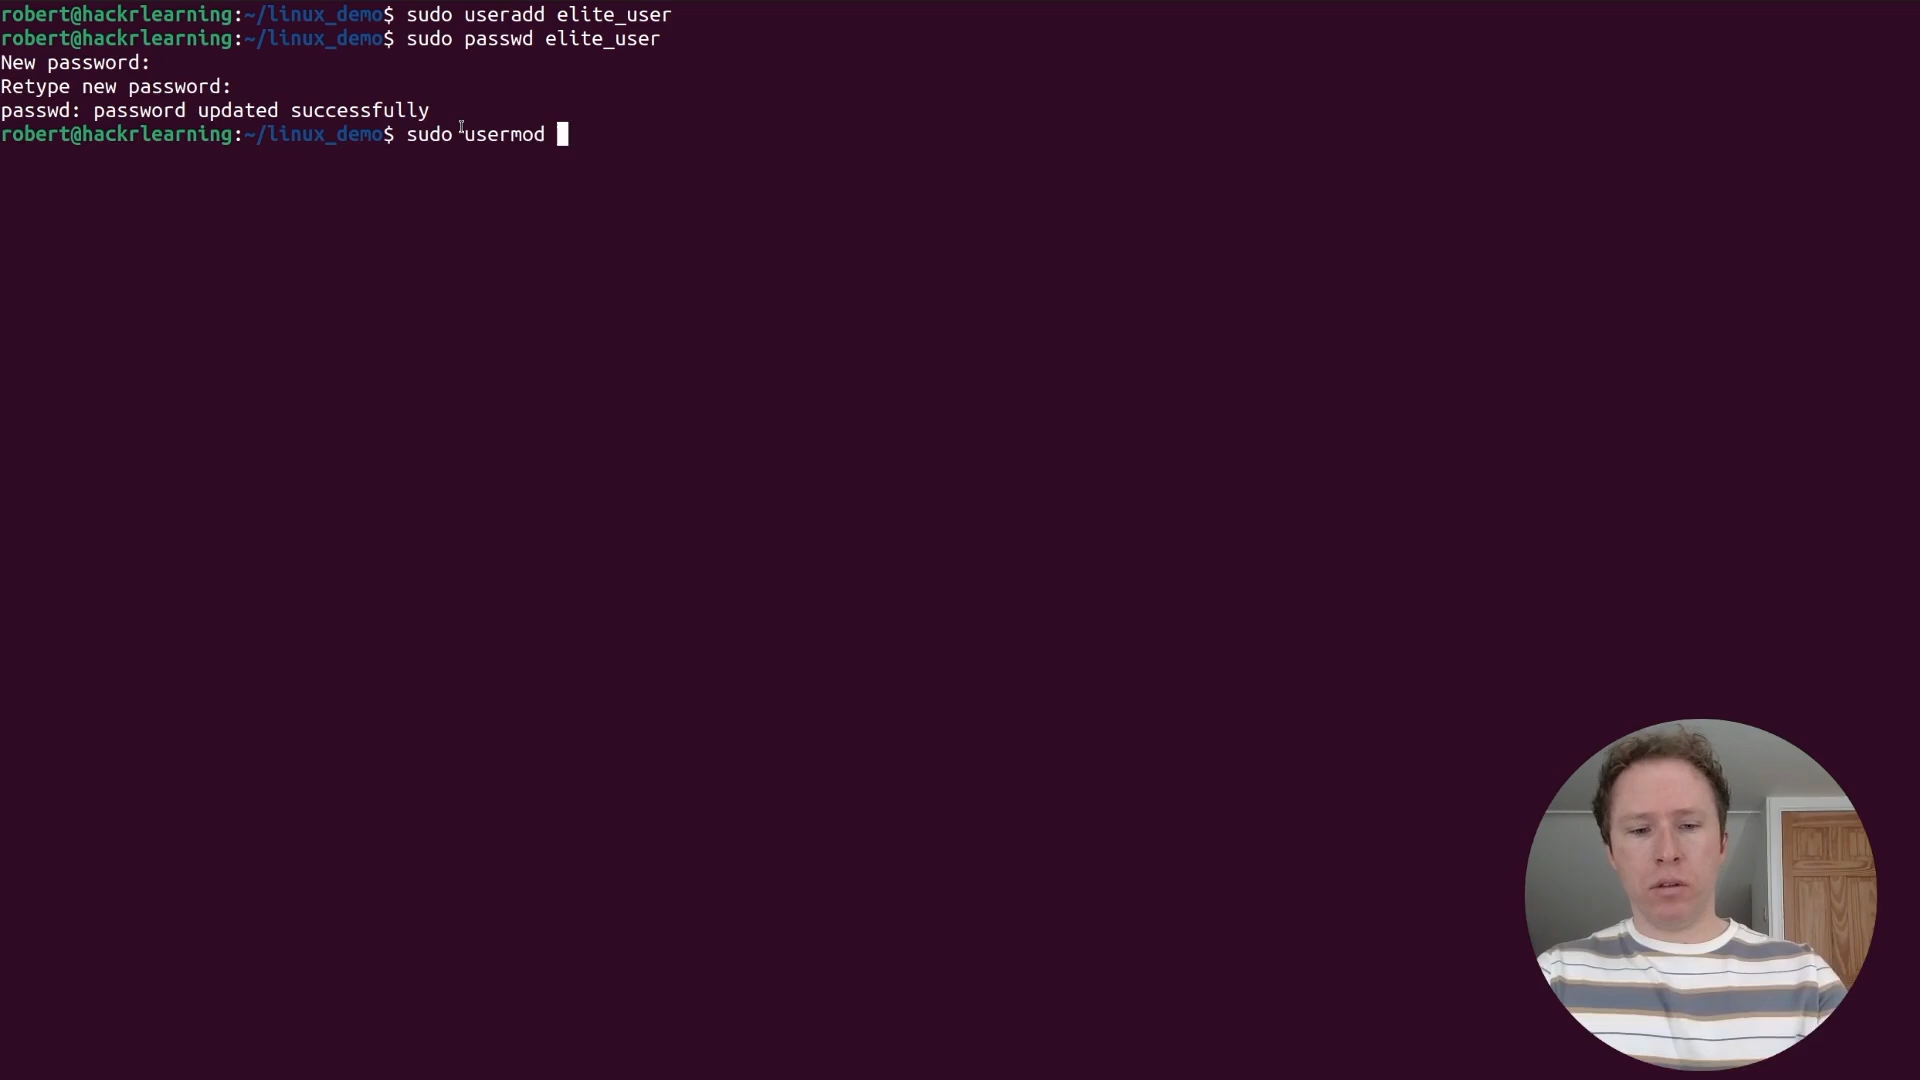 robert@hackrlearning:~/linux_demo$ sudo useradd elite_user
robert@hackrlearning:~/linux_demo$ sudo passwd elite_user
New password:
Retype new password:
passwd: password updated successfully
robert@hackrlearning:~/linux_demo$ sudo usermod